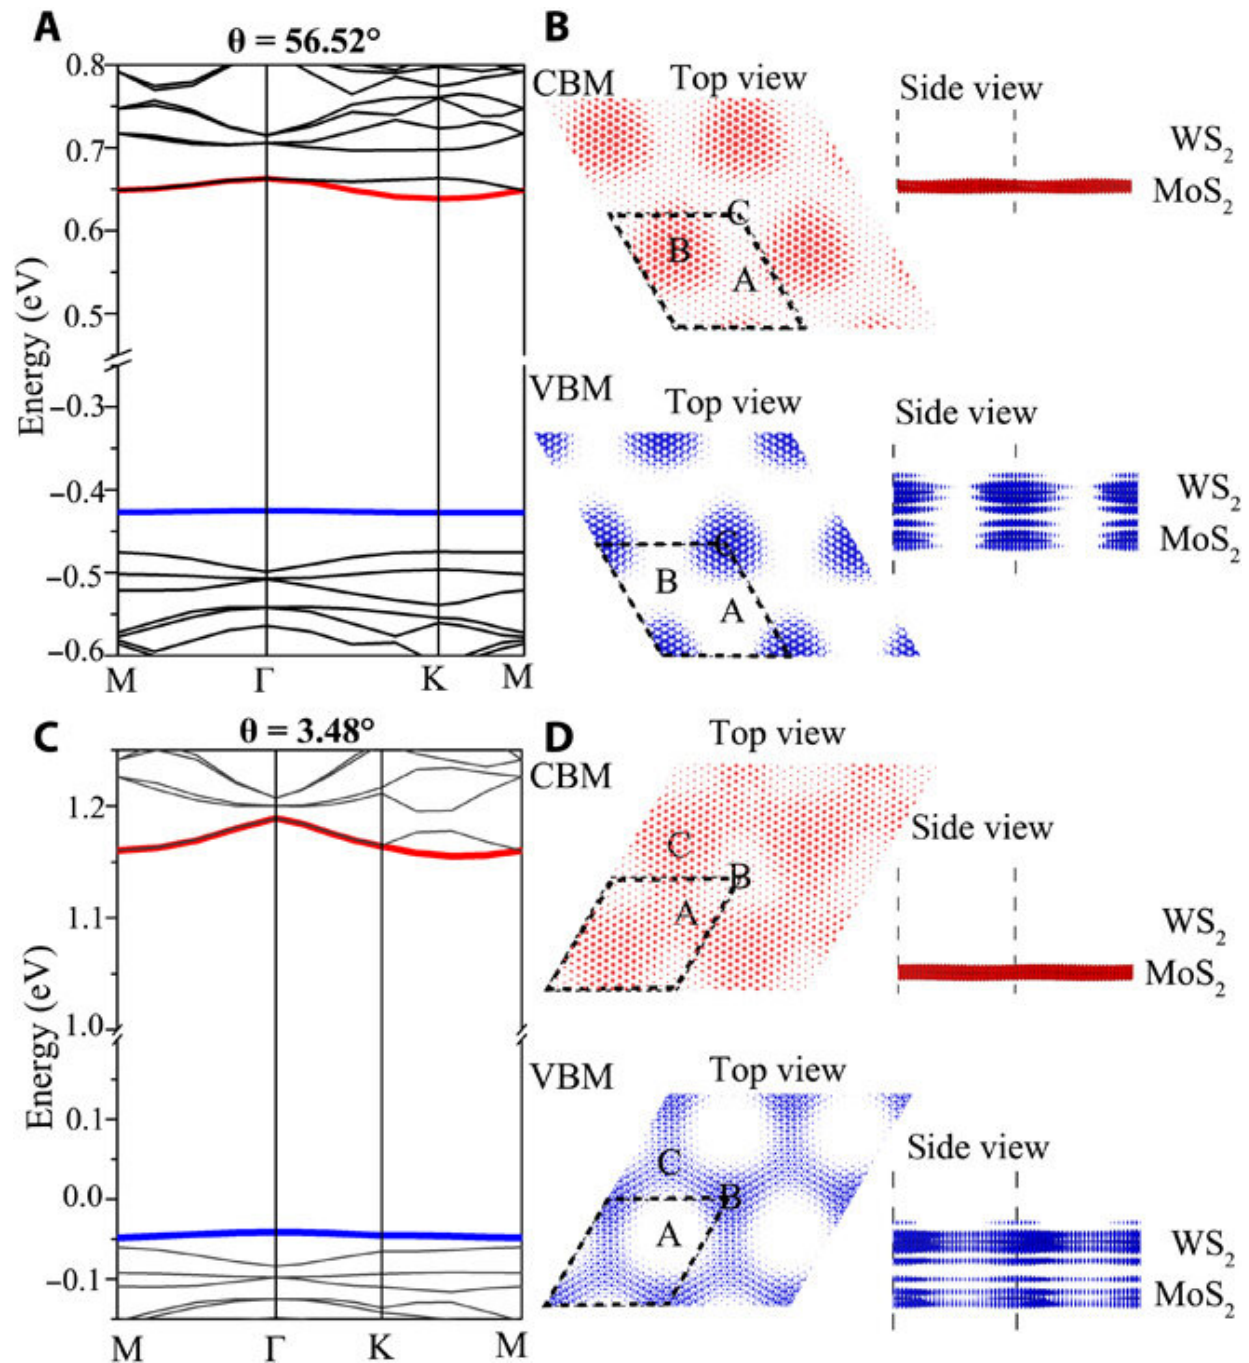 A
θ = 56.52°
0.8
0.7
0.6
0.5
−0.3
−0.4
−0.5
−0.6
Energy (eV)
M Γ K M
B
CBM
Top view
Side view
WS2
MoS2
C
B
A
VBM
Top view
Side view
WS2
MoS2
C
B
A
C
θ = 3.48°
1.2
1.1
1.0
0.1
0.0
−0.1
Energy (eV)
M Γ K M
D
Top view
CBM
Side view
C
B
A
WS2
MoS2
VBM
Top view
Side view
C
B
A
WS2
MoS2